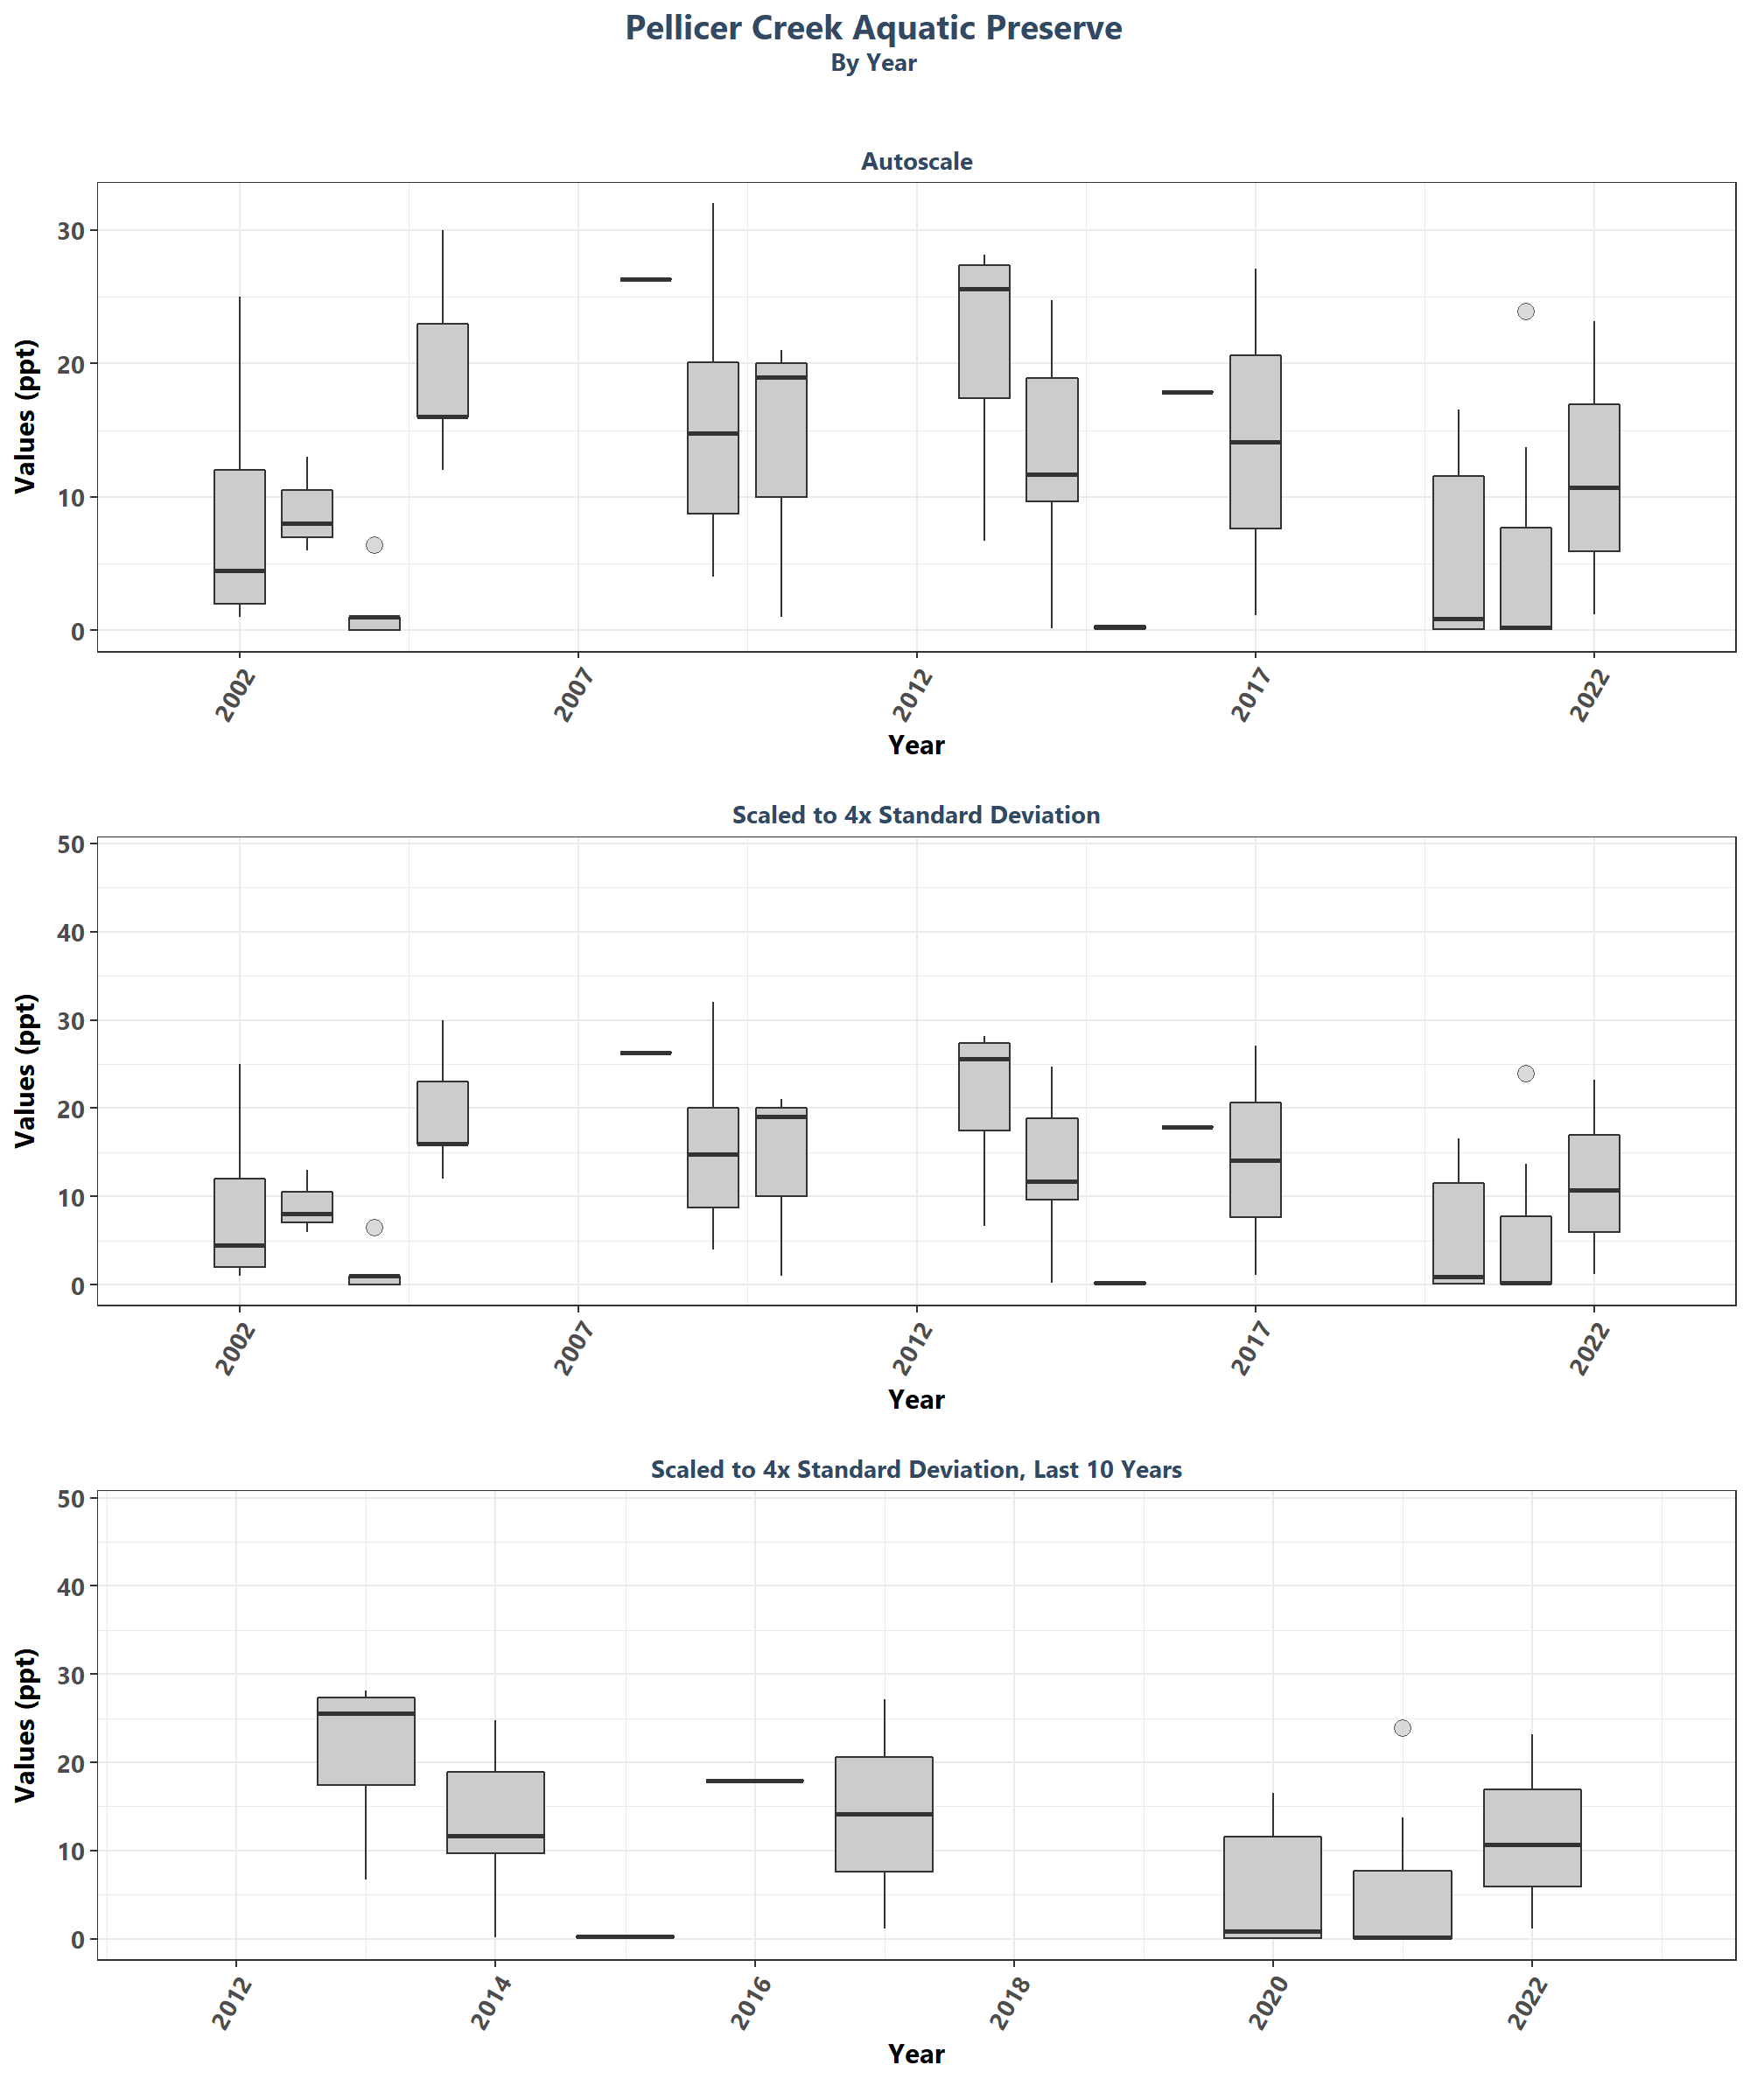 Pellicer Creek Aquatic Preserve
By Year
Autoscale
Values (ppt)
30
20
10
0
2002
2007
2012
2017
2022
Year
Scaled to 4x Standard Deviation
Values (ppt)
50
40
30
20
10
0
2002
2007
2012
2017
2022
Year
Scaled to 4x Standard Deviation, Last 10 Years
Values (ppt)
50
40
30
20
10
0
2012
2014
2016
2018
2020
2022
Year